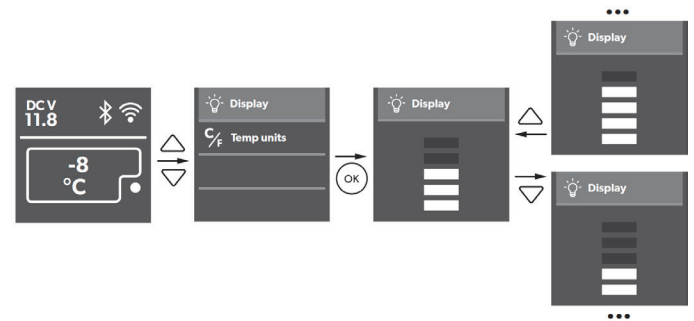 DC V
11.8
-8
°C
Display
C/F Temp units
OK
Display
•••
Display
Display
•••